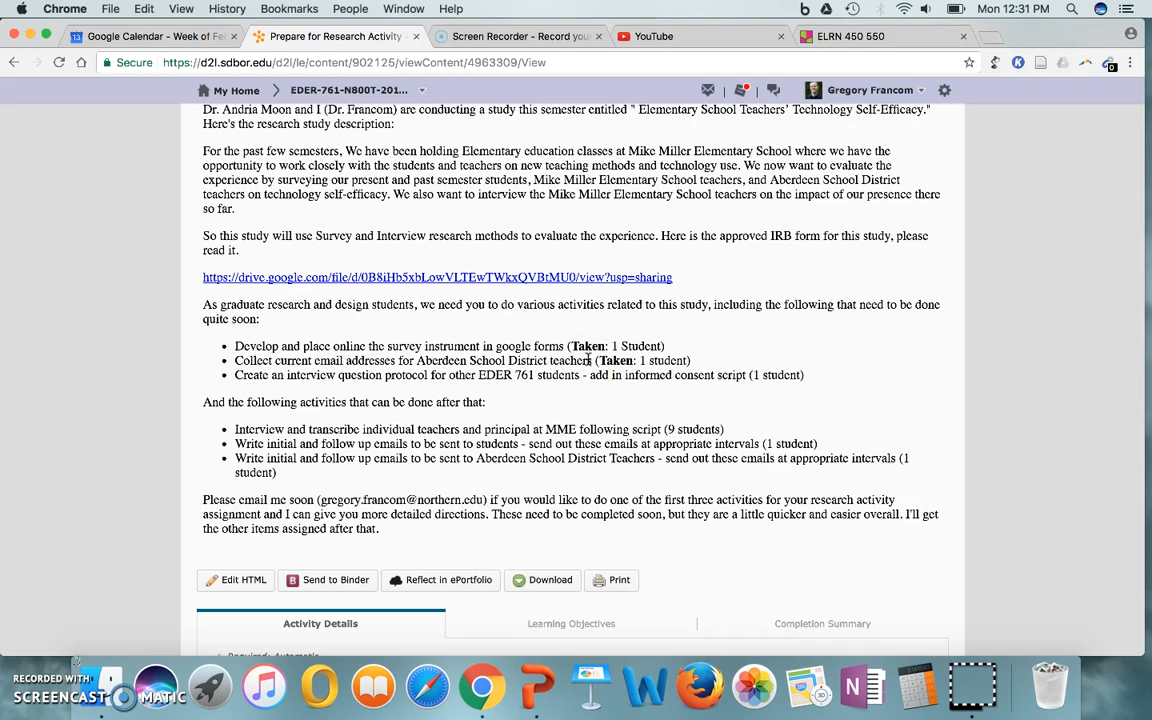 Chrome File Edit View History Bookmarks People Window Help Mon 12:31 PM
Google Calendar - Week of Fe
Prepare for Research Activity
Screen Recorder - Record your
YouTube
ELRN 450 550
Secure https://d2l.sdbor.edu/d2l/le/content/902125/viewContent/4963309/View
My Home EDER-761-N800T-201... Gregory Francom
Dr. Andria Moon and I (Dr. Francom) are conducting a study this semester entitled " Elementary School Teachers' Technology Self-Efficacy."
Here's the research study description:
For the past few semesters, We have been holding Elementary education classes at Mike Miller Elementary School where we have the
opportunity to work closely with the students and teachers on new teaching methods and technology use. We now want to evaluate the
experience by surveying our present and past semester students, Mike Miller Elementary School teachers, and Aberdeen School District
teachers on technology self-efficacy. We also want to interview the Mike Miller Elementary School teachers on the impact of our presence there
so far.
So this study will use Survey and Interview research methods to evaluate the experience. Here is the approved IRB form for this study, please
read it.
https://drive.google.com/file/d/0B8iHb5xbLowVLTEwTWkxQVBtMU0/view?usp=sharing
As graduate research and design students, we need you to do various activities related to this study, including the following that need to be done
quite soon:
• Develop and place online the survey instrument in google forms (Taken: 1 Student)
• Collect current email addresses for Aberdeen School District teachers (Taken: 1 student)
• Create an interview question protocol for other EDER 761 students - add in informed consent script (1 student)
And the following activities that can be done after that:
• Interview and transcribe individual teachers and principal at MME following script (9 students)
• Write initial and follow up emails to be sent to students - send out these emails at appropriate intervals (1 student)
• Write initial and follow up emails to be sent to Aberdeen School District Teachers - send out these emails at appropriate intervals (1
student)
Please email me soon (gregory.francom@northern.edu) if you would like to do one of the first three activities for your research activity
assignment and I can give you more detailed directions. These need to be completed soon, but they are a little quicker and easier overall. I'll get
the other items assigned after that.
Edit HTML Send to Binder Reflect in ePortfolio Download Print
Activity Details Learning Objectives Completion Summary
Required: Automatic
RECORDED WITH
SCREENCAST MATIC